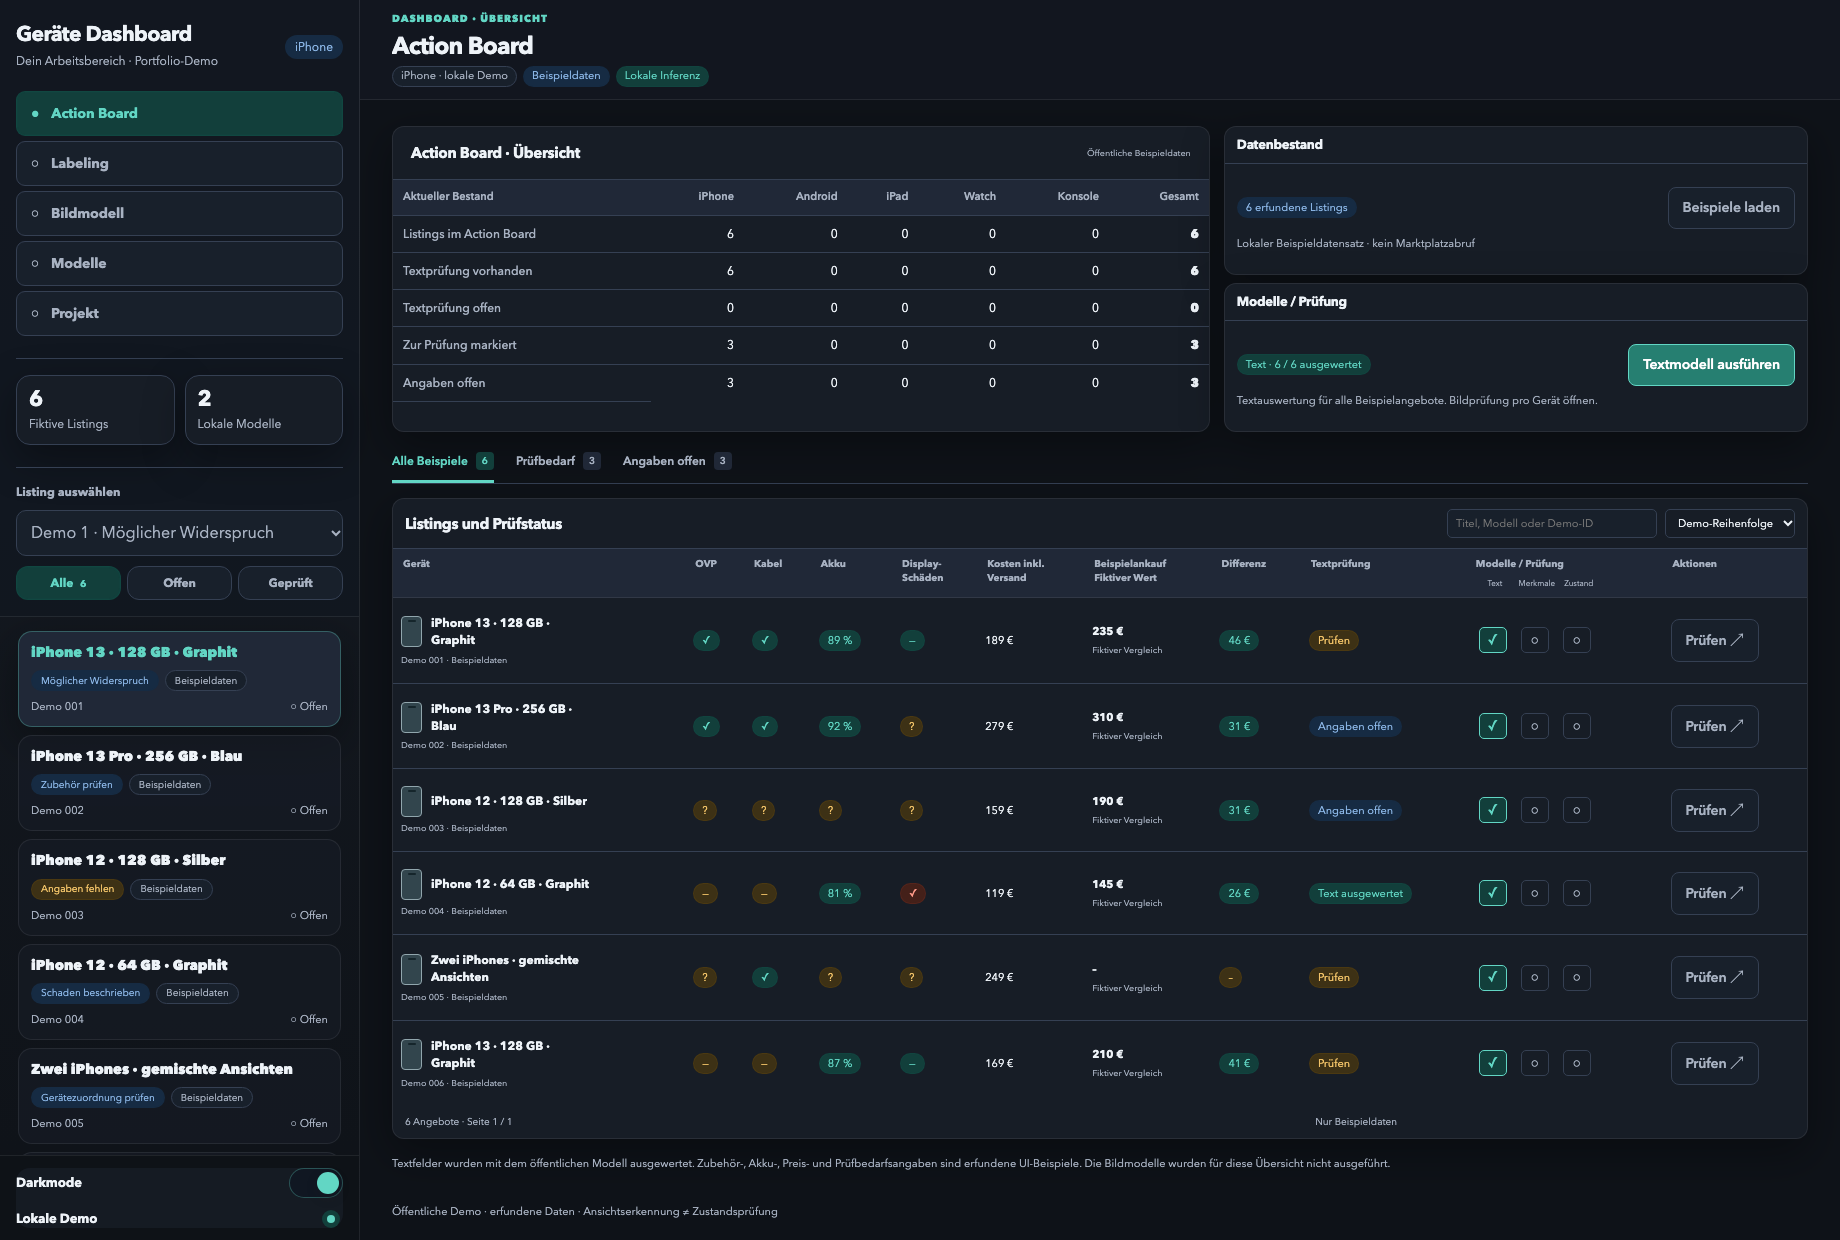 Geräte Dashboard
Dein Arbeitsbereich · Portfolio-Demo
iPhone
Action Board
Labeling
Bildmodell
Modelle
Projekt
6
Fiktive Listings
2
Lokale Modelle
Listing auswählen
Demo 1 · Möglicher Widerspruch
Alle 6
Offen
Geprüft
iPhone 13 · 128 GB · Graphit
Möglicher Widerspruch Beispieldaten
Demo 001 ○ Offen
iPhone 13 Pro · 256 GB · Blau
Zubehör prüfen Beispieldaten
Demo 002 ○ Offen
iPhone 12 · 128 GB · Silber
Angaben fehlen Beispieldaten
Demo 003 ○ Offen
iPhone 12 · 64 GB · Graphit
Schaden beschrieben Beispieldaten
Demo 004 ○ Offen
Zwei iPhones · gemischte Ansichten
Gerätezuordnung prüfen Beispieldaten
Demo 005 ○ Offen
Darkmode
Lokale Demo
DASHBOARD · ÜBERSICHT
Action Board
iPhone · lokale Demo Beispieldaten Lokale Inferenz
Action Board · Übersicht Öffentliche Beispieldaten
Aktueller Bestand iPhone Android iPad Watch Konsole Gesamt
Listings im Action Board 6 0 0 0 0 6
Textprüfung vorhanden 6 0 0 0 0 6
Textprüfung offen 0 0 0 0 0 0
Zur Prüfung markiert 3 0 0 0 0 3
Angaben offen 3 0 0 0 0 3
Datenbestand
6 erfundene Listings
Beispiele laden
Lokaler Beispieldatensatz · kein Marktplatzabruf
Modelle / Prüfung
Text · 6 / 6 ausgewertet
Textmodell ausführen
Textauswertung für alle Beispielangebote. Bildprüfung pro Gerät öffnen.
Alle Beispiele 6 Prüfbedarf 3 Angaben offen 3
Listings und Prüfstatus
Titel, Modell oder Demo-ID
Demo-Reihenfolge
Gerät OVP Kabel Akku Display-Schäden Kosten inkl. Versand Beispielankauf Fiktiver Wert Differenz Textprüfung Modelle / Prüfung Aktionen
Text Merkmale Zustand
iPhone 13 · 128 GB ·
Graphit
Demo 001 · Beispieldaten
✓ ✓ 89 % – 189 € 235 €
Fiktiver Vergleich
46 € Prüfen ✓ ○ ○ Prüfen ↗
iPhone 13 Pro · 256 GB ·
Blau
Demo 002 · Beispieldaten
✓ ✓ 92 % ? 279 € 310 €
Fiktiver Vergleich
31 € Angaben offen ✓ ○ ○ Prüfen ↗
iPhone 12 · 128 GB · Silber
Demo 003 · Beispieldaten
? ? ? ? 159 € 190 €
Fiktiver Vergleich
31 € Angaben offen ✓ ○ ○ Prüfen ↗
iPhone 12 · 64 GB · Graphit
Demo 004 · Beispieldaten
– – 81 % ✓ 119 € 145 €
Fiktiver Vergleich
26 € Text ausgewertet ✓ ○ ○ Prüfen ↗
Zwei iPhones · gemischte
Ansichten
Demo 005 · Beispieldaten
? ✓ ? ? 249 € –
Fiktiver Vergleich
– Prüfen ✓ ○ ○ Prüfen ↗
iPhone 13 · 128 GB ·
Graphit
Demo 006 · Beispieldaten
– – 87 % – 169 € 210 €
Fiktiver Vergleich
41 € Prüfen ✓ ○ ○ Prüfen ↗
6 Angebote · Seite 1 / 1
Nur Beispieldaten
Textfelder wurden mit dem öffentlichen Modell ausgewertet. Zubehör-, Akku-, Preis- und Prüfbedarfsangaben sind erfundene UI-Beispiele. Die Bildmodelle wurden für diese Übersicht nicht ausgeführt.
Öffentliche Demo · erfundene Daten · Ansichtserkennung ≠ Zustandsprüfung